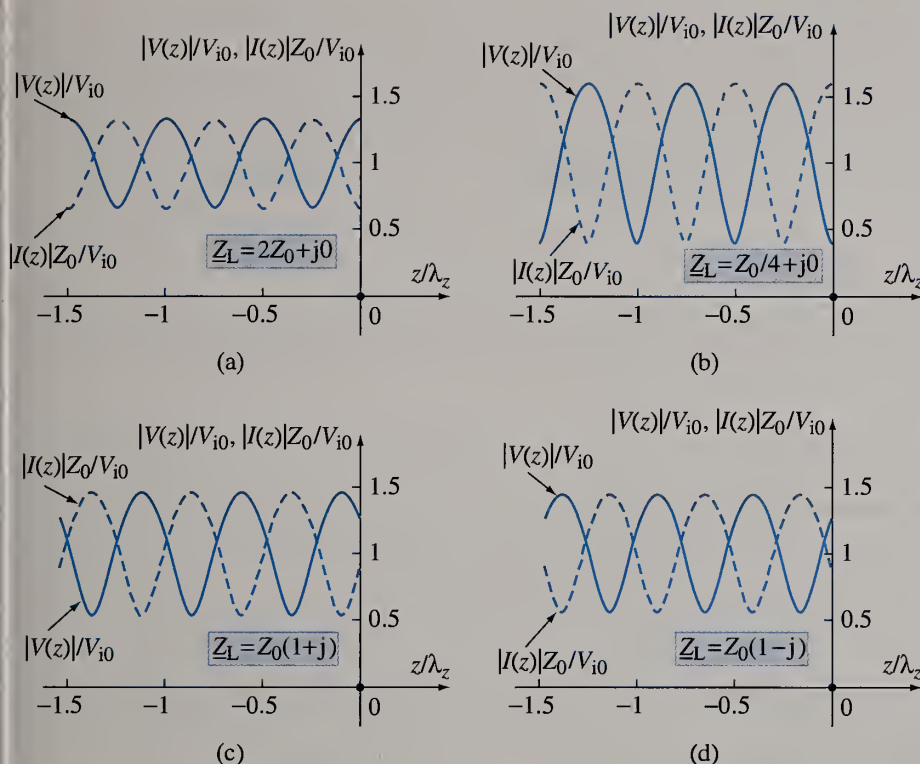 |V(z)|/V_i0, |I(z)|Z_0/V_i0
|V(z)|/V_i0
1.5
1
0.5
|I(z)|Z_0/V_i0
Z_L=2Z_0+j0
z/λ_z
−1.5 −1 −0.5 0
(a)
|V(z)|/V_i0, |I(z)|Z_0/V_i0
|V(z)|/V_i0
1.5
1
0.5
|I(z)|Z_0/V_i0
Z_L=Z_0/4+j0
z/λ_z
−1.5 −1 −0.5 0
(b)
|V(z)|/V_i0, |I(z)|Z_0/V_i0
|I(z)|Z_0/V_i0
1.5
1
0.5
|V(z)|/V_i0
Z_L=Z_0(1+j)
z/λ_z
−1.5 −1 −0.5 0
(c)
|V(z)|/V_i0, |I(z)|Z_0/V_i0
|V(z)|/V_i0
1.5
1
0.5
|I(z)|Z_0/V_i0
Z_L=Z_0(1−j)
z/λ_z
−1.5 −1 −0.5 0
(d)